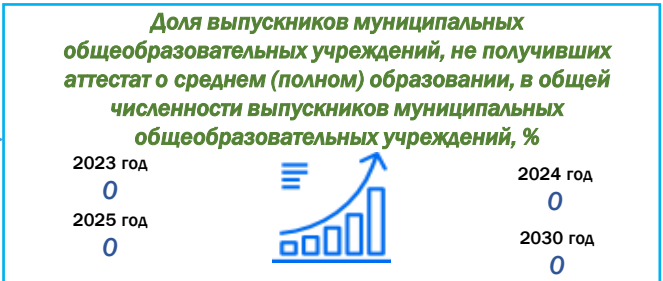 Доля выпускников муниципальных
общеобразовательных учреждений, не получивших
аттестат о среднем (полном) образовании, в общей
численности выпускников муниципальных
общеобразовательных учреждений, %
2023 год
0
2024 год
0
2025 год
0
2030 год
0